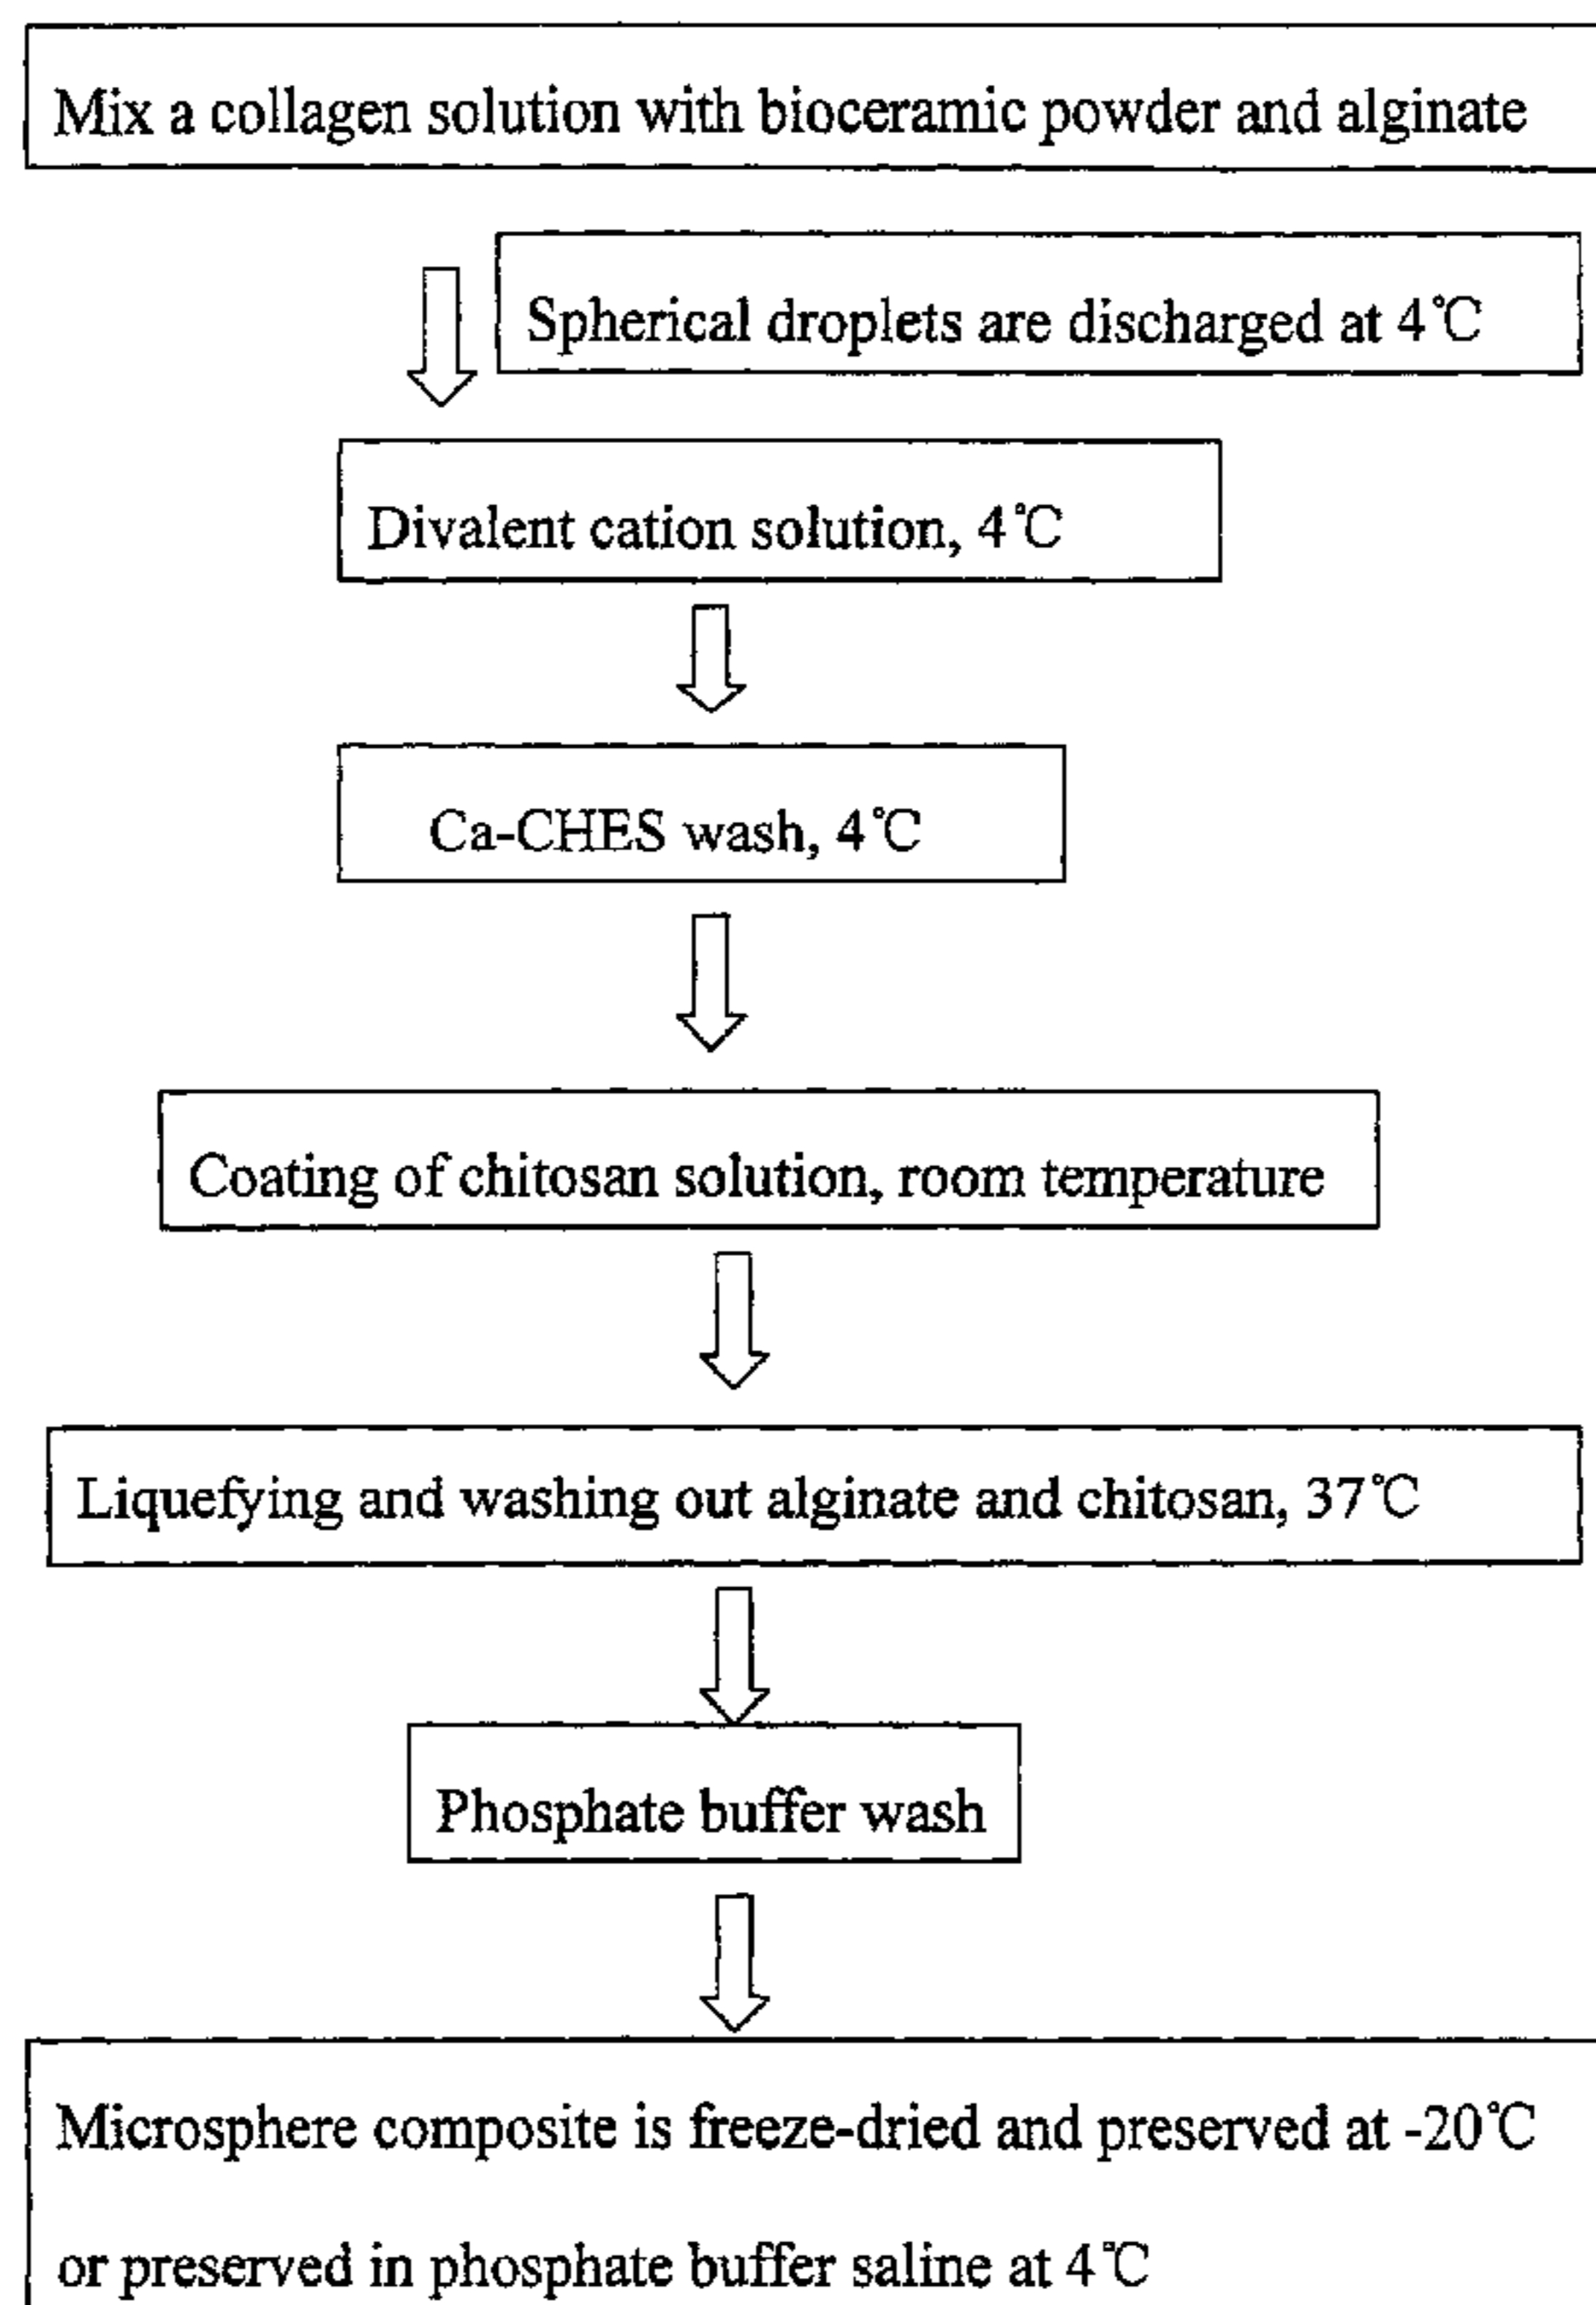 Mix a collagen solution with bioceramic powder and alginate
Spherical droplets are discharged at 4℃
Divalent cation solution, 4℃
Ca-CHES wash, 4℃
Coating of chitosan solution, room temperature
Liquefying and washing out alginate and chitosan, 37℃
Phosphate buffer wash
Microsphere composite is freeze-dried and preserved at -20℃
or preserved in phosphate buffer saline at 4℃